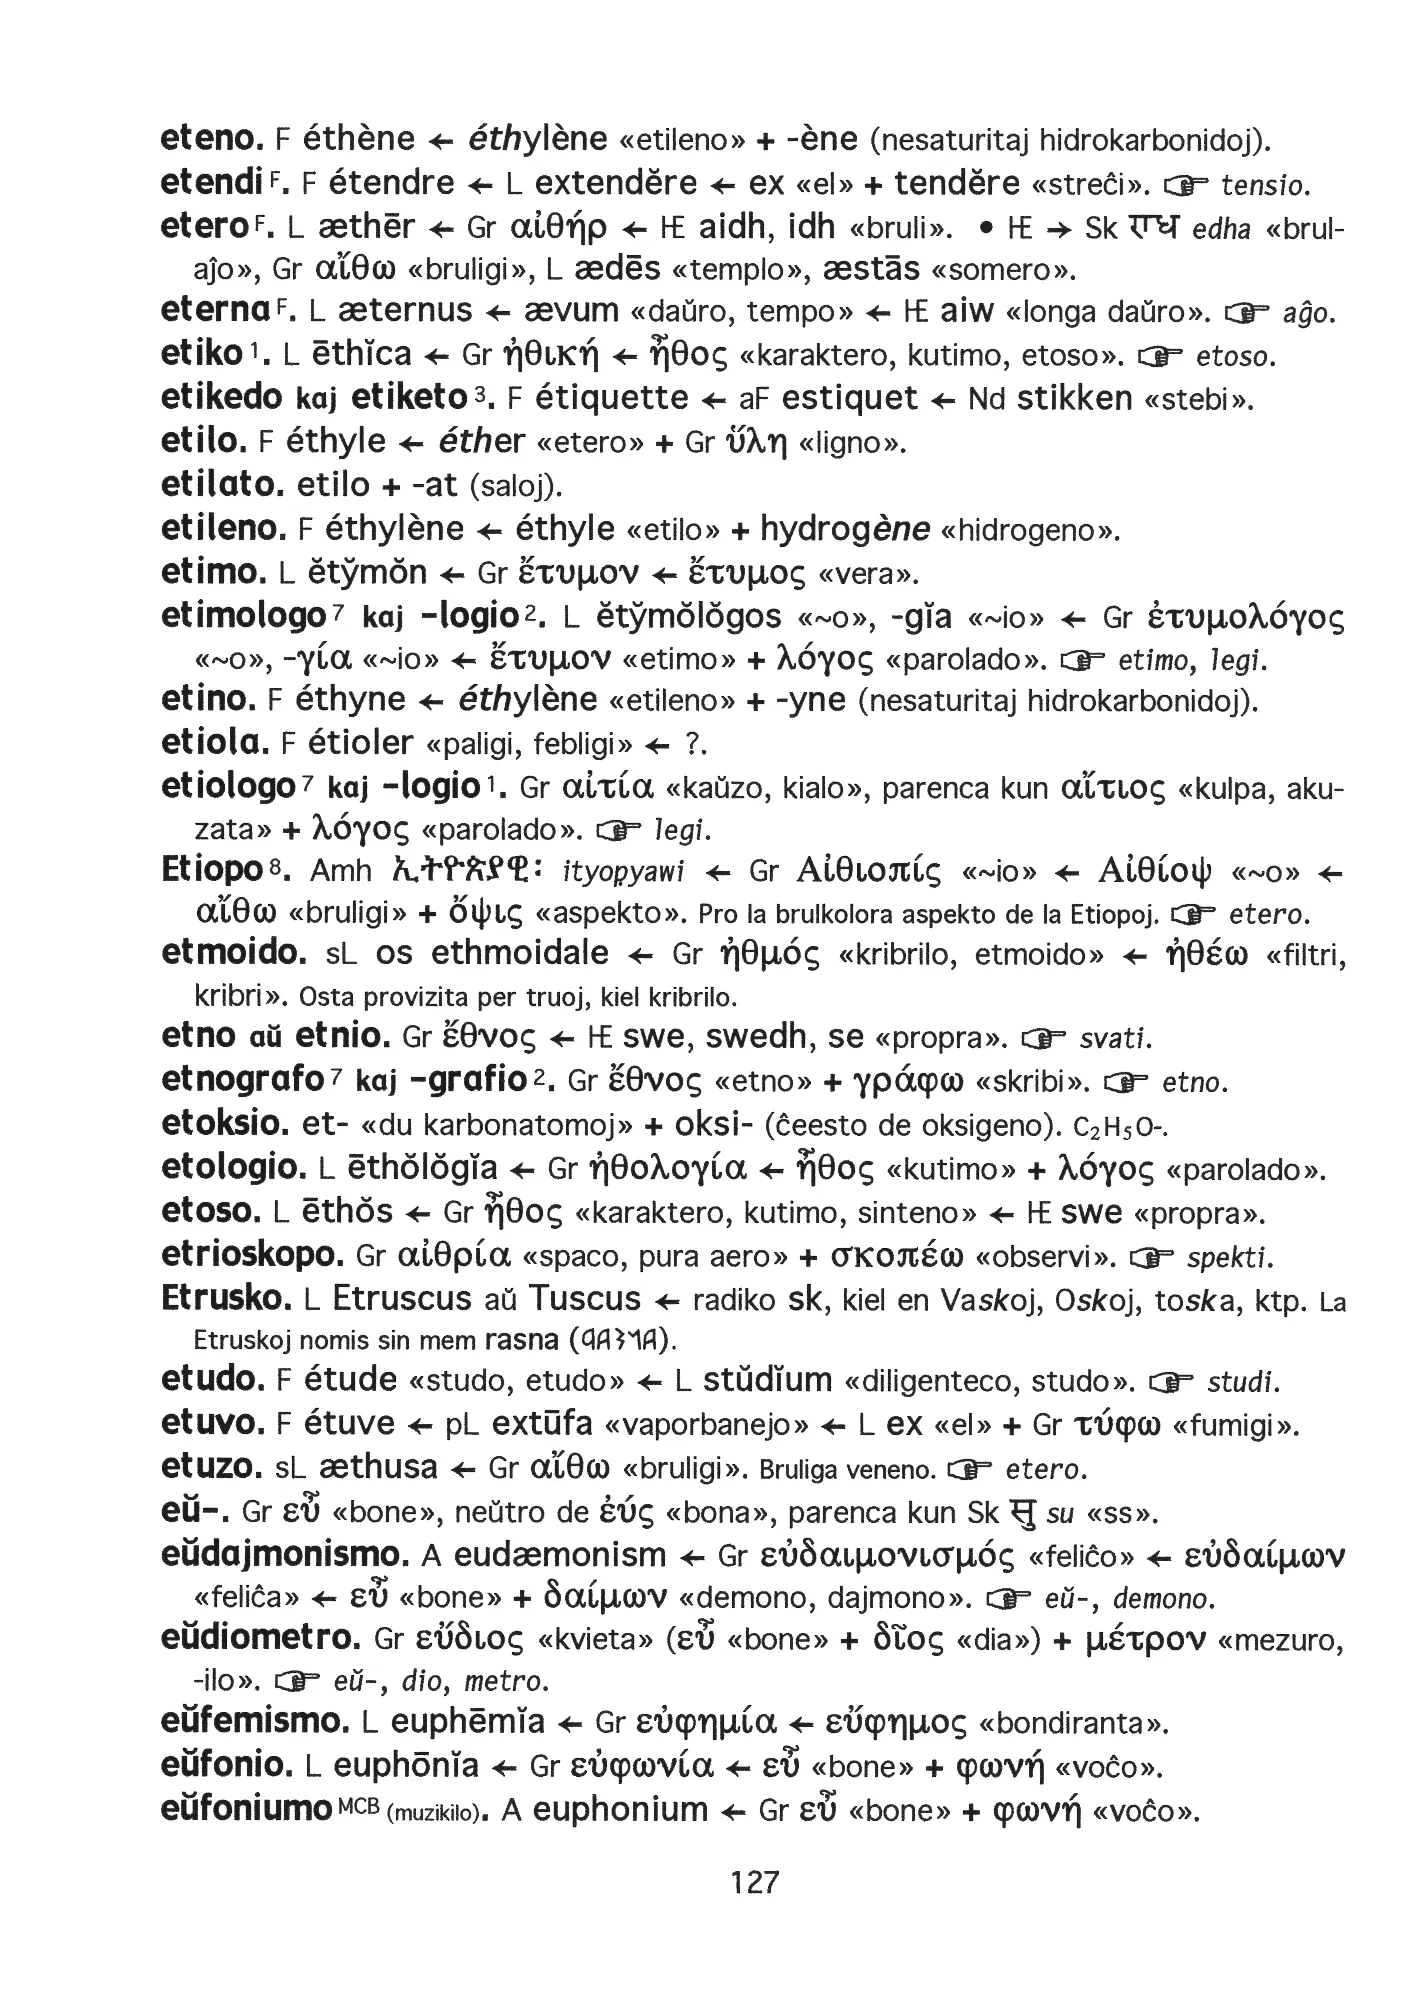 eteno. F éthène ← éthylène «etileno» + -ène (nesaturitaj hidrokarbonidoj).
etendi F. F étendre ← L extendĕre ← ex «el» + tendĕre «streĉi». ☞ tensio.
etero F. L æthēr ← Gr αἰθήρ ← IE aidh, idh «bruli». • IE → Sk एध edha «brul-
aĵo», Gr αἴθω «bruligi», L ædēs «templo», æstās «somero».
eterna F. L æternus ← ævum «daŭro, tempo» ← IE aiw «longa daŭro». ☞ aĝo.
etiko 1. L ēthĭca ← Gr ἠθική ← ἦθος «karaktero, kutimo, etoso». ☞ etoso.
etikedo kaj etiketo 3. F étiquette ← aF estiquet ← Nd stikken «stebi».
etilo. F éthyle ← éther «etero» + Gr ὕλη «ligno».
etilato. etilo + -at (saloj).
etileno. F éthylène ← éthyle «etilo» + hydrogène «hidrogeno».
etimo. L ĕty̆mŏn ← Gr ἔτυμον ← ἔτυμος «vera».
etimologo 7 kaj -logio 2. L ĕty̆mŏlŏgos «~o», -gĭa «~io» ← Gr ἐτυμολόγος
«~o», -γία «~io» ← ἔτυμον «etimo» + λόγος «parolado». ☞ etimo, legi.
etino. F éthyne ← éthylène «etileno» + -yne (nesaturitaj hidrokarbonidoj).
etiola. F étioler «paligi, febligi» ← ?.
etiologo 7 kaj -logio 1. Gr αἰτία «kaŭzo, kialo», parenca kun αἴτιος «kulpa, aku-
zata» + λόγος «parolado». ☞ legi.
Etiopo 8. Amh ኢትዮጵያዊ: ityopyawi ← Gr Αἰθιοπίς «~io» ← Αἰθίοψ «~o» ←
αἴθω «bruligi» + ὄψις «aspekto». Pro la brulkolora aspekto de la Etiopoj. ☞ etero.
etmoido. sL os ethmoidale ← Gr ἠθμός «kribrilo, etmoido» ← ἠθέω «filtri,
kribri». Osta provizita per truoj, kiel kribrilo.
etno aŭ etnio. Gr ἔθνος ← IE swe, swedh, se «propra». ☞ svati.
etnografo 7 kaj -grafio 2. Gr ἔθνος «etno» + γράφω «skribi». ☞ etno.
etoksio. et- «du karbonatomoj» + oksi- (ĉeesto de oksigeno). C₂H₅O-.
etologio. L ēthŏlŏgĭa ← Gr ἠθολογία ← ἦθος «kutimo» + λόγος «parolado».
etoso. L ēthŏs ← Gr ἦθος «karaktero, kutimo, sinteno» ← IE swe «propra».
etrioskopo. Gr αἰθρία «spaco, pura aero» + σκοπέω «observi». ☞ spekti.
Etrusko. L Etruscus aŭ Tuscus ← radiko sk, kiel en Vaskoj, Oskoj, toska, ktp. La
Etruskoj nomis sin mem rasna (𐌓𐌀𐌔𐌍𐌀).
etudo. F étude «studo, etudo» ← L stŭdĭum «diligenteco, studo». ☞ studi.
etuvo. F étuve ← pL extūfa «vaporbanejo» ← L ex «el» + Gr τύφω «fumigi».
etuzo. sL æthusa ← Gr αἴθω «bruligi». Bruliga veneno. ☞ etero.
eŭ-. Gr εὖ «bone», neŭtro de ἐύς «bona», parenca kun Sk सु su «ss».
eŭdajmonismo. A eudæmonism ← Gr εὐδαιμονισμός «feliĉo» ← εὐδαίμων
«feliĉa» ← εὖ «bone» + δαίμων «demono, dajmono». ☞ eŭ-, demono.
eŭdiometro. Gr εὔδιος «kvieta» (εὖ «bone» + δῖος «dia») + μέτρον «mezuro,
-ilo». ☞ eŭ-, dio, metro.
eŭfemismo. L euphēmĭa ← Gr εὐφημία ← εὔφημος «bondiranta».
eŭfonio. L euphōnĭa ← Gr εὐφωνία ← εὖ «bone» + φωνή «voĉo».
eŭfoniumo MCB (muzikilo). A euphonium ← Gr εὖ «bone» + φωνή «voĉo».
127